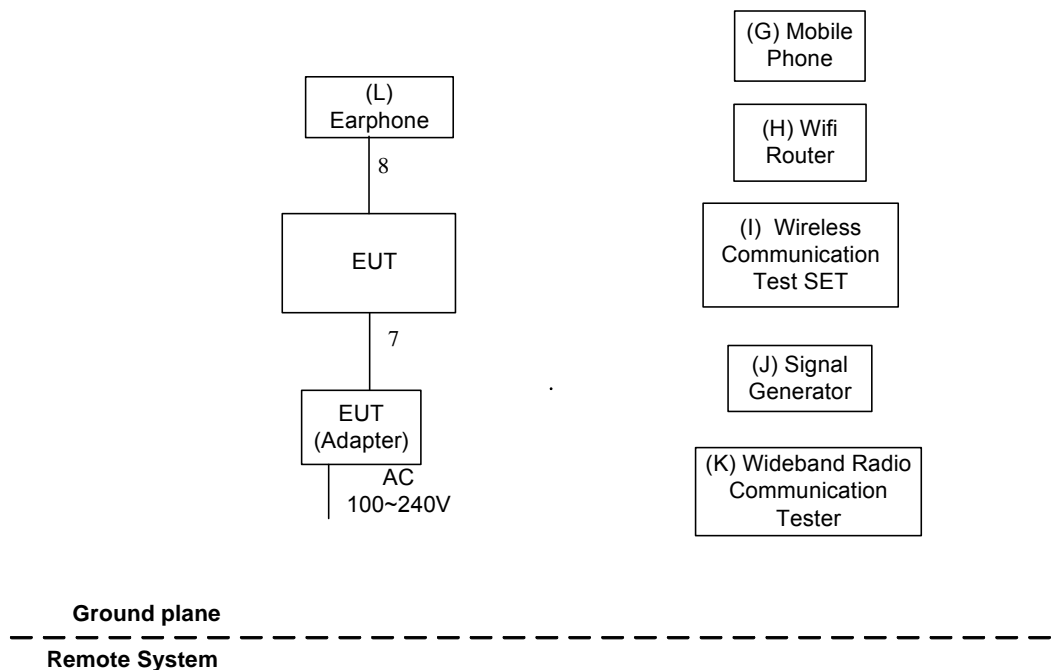 (L)
Earphone
8
EUT
7
EUT
(Adapter)
AC
100~240V
(G) Mobile
Phone
(H) Wifi
Router
(I) Wireless
Communication
Test SET
(J) Signal
Generator
(K) Wideband Radio
Communication
Tester
Ground plane
Remote System